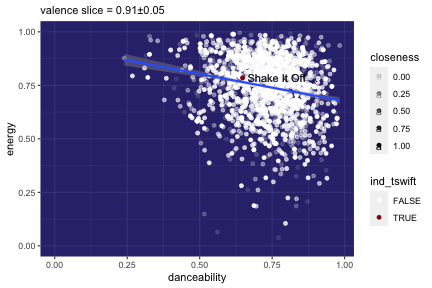 valence slice = 0.91±0.05
1.00
0.75
0.50
0.25
0.00
energy
Shake It Off
0.00
0.25
0.50
0.75
1.00
danceability
closeness
0.00
0.25
0.50
0.75
1.00
ind_tswift
FALSE
TRUE